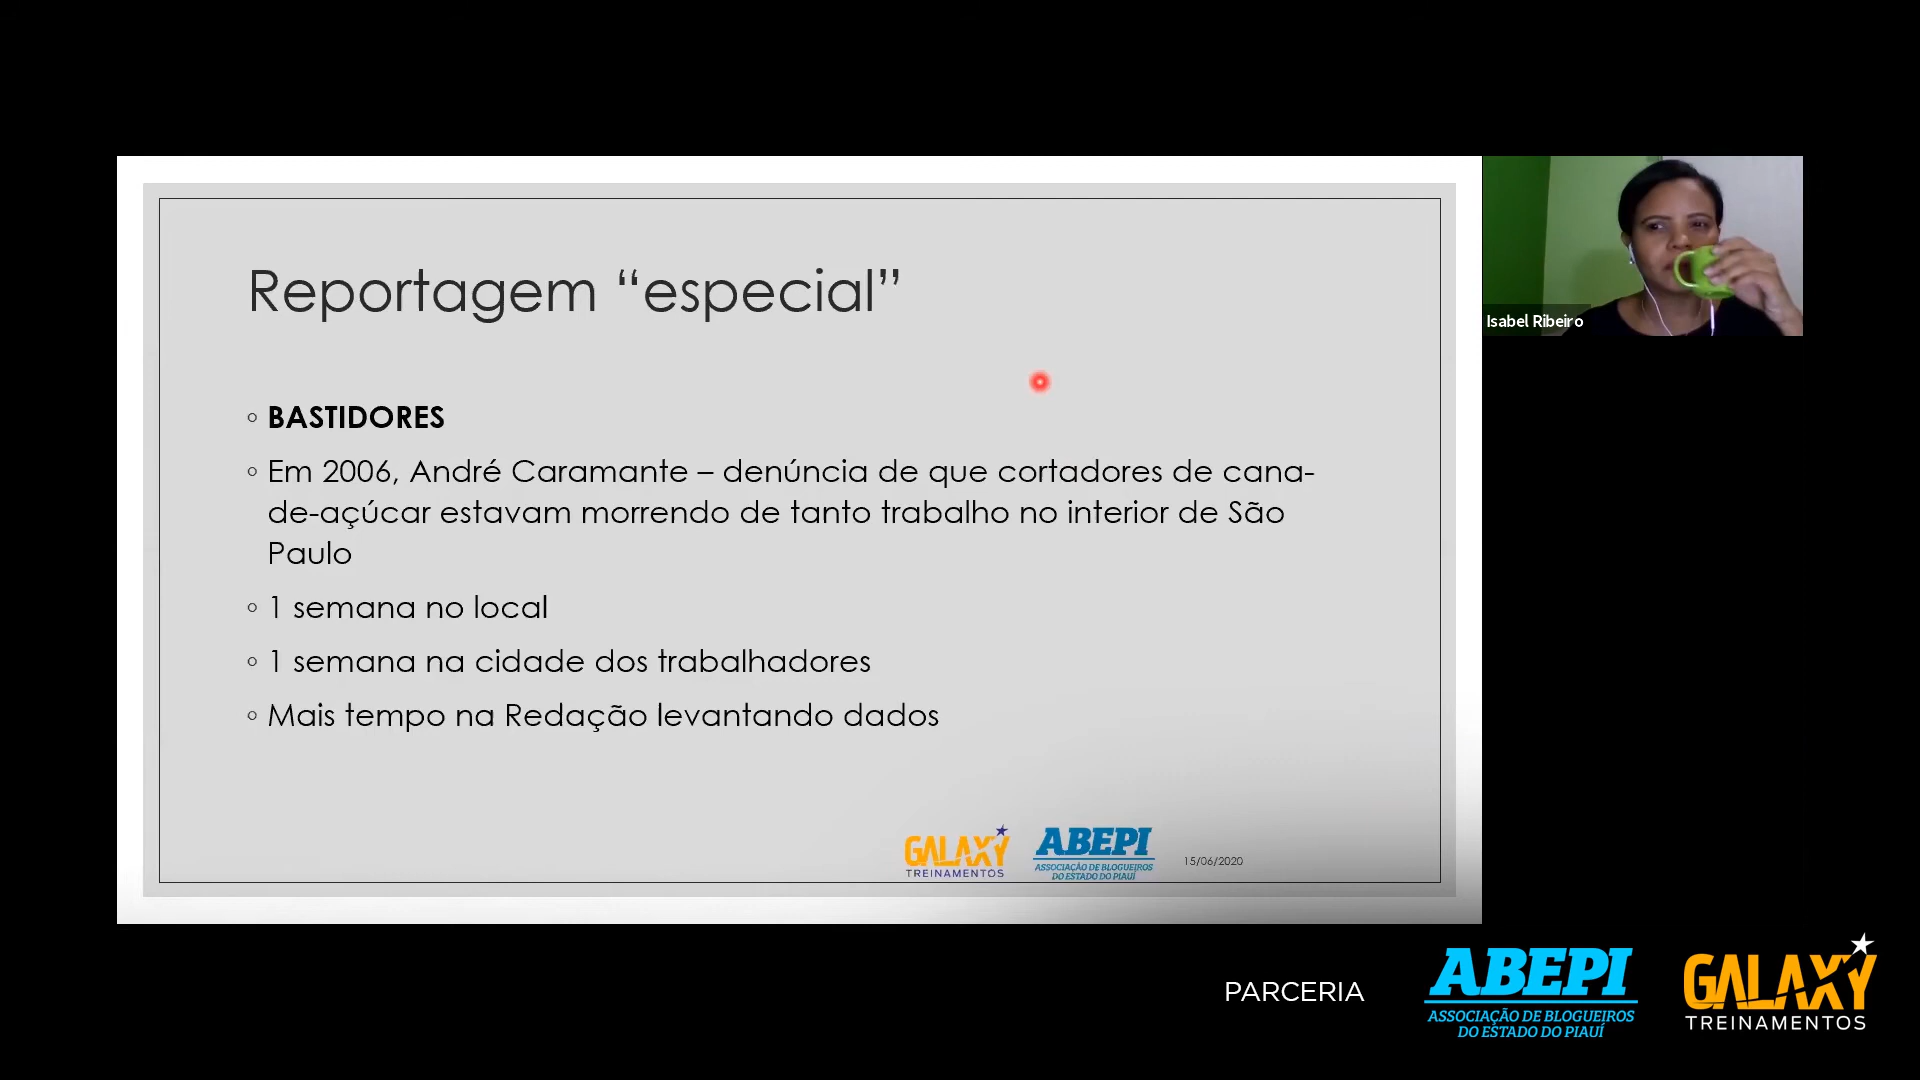 Reportagem “especial”
◦ BASTIDORES
◦ Em 2006, André Caramante – denúncia de que cortadores de cana-
de-açúcar estavam morrendo de tanto trabalho no interior de São
Paulo
◦ 1 semana no local
◦ 1 semana na cidade dos trabalhadores
◦ Mais tempo na Redação levantando dados
GALAXY
TREINAMENTOS
ABEPI
ASSOCIAÇÃO DE BLOGUEIROS
DO ESTADO DO PIAUÍ
15/06/2020
Isabel Ribeiro
PARCERIA
ABEPI
ASSOCIAÇÃO DE BLOGUEIROS
DO ESTADO DO PIAUÍ
GALAXY
TREINAMENTOS